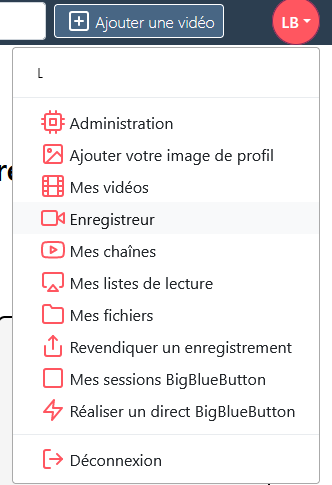 Ajouter une vidéo
LB
L
Administration
Ajouter votre image de profil
Mes vidéos
Enregistreur
Mes chaînes
Mes listes de lecture
Mes fichiers
Revendiquer un enregistrement
Mes sessions BigBlueButton
Réaliser un direct BigBlueButton
Déconnexion